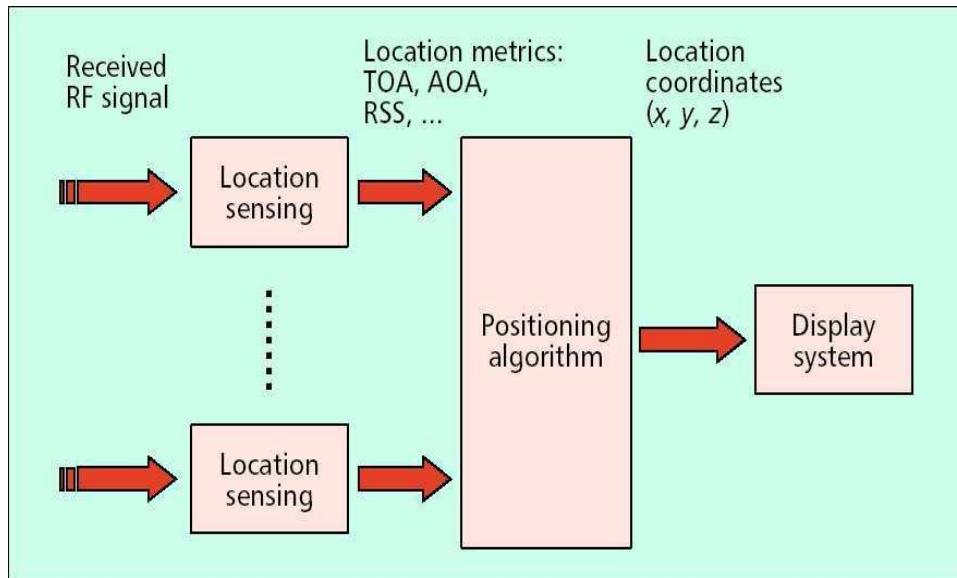 Received
RF signal
Location metrics:
TOA, AOA,
RSS, ...
Location
coordinates
(x, y, z)
Location
sensing
Positioning
algorithm
Display
system
Location
sensing